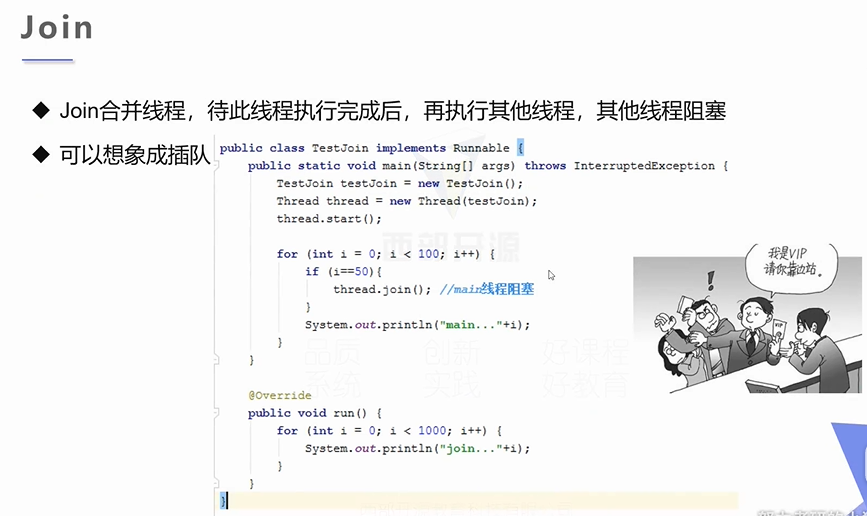 Join
◆ Join合并线程，待此线程执行完成后，再执行其他线程，其他线程阻塞
◆ 可以想象成插队
public class TestJoin implements Runnable {
public static void main(String[] args) throws InterruptedException {
TestJoin testJoin = new TestJoin();
Thread thread = new Thread(testJoin);
thread.start();
for (int i = 0; i < 100; i++) {
if (i==50){
thread.join(); //main线程阻塞
}
System.out.println("main..."+i);
}
}
@Override
public void run() {
for (int i = 0; i < 1000; i++) {
System.out.println("join..."+i);
}
}
}
我是VIP
请你靠边站。
!
VIP
西部开源
品质 创新 好课程
系统 实践 好教育